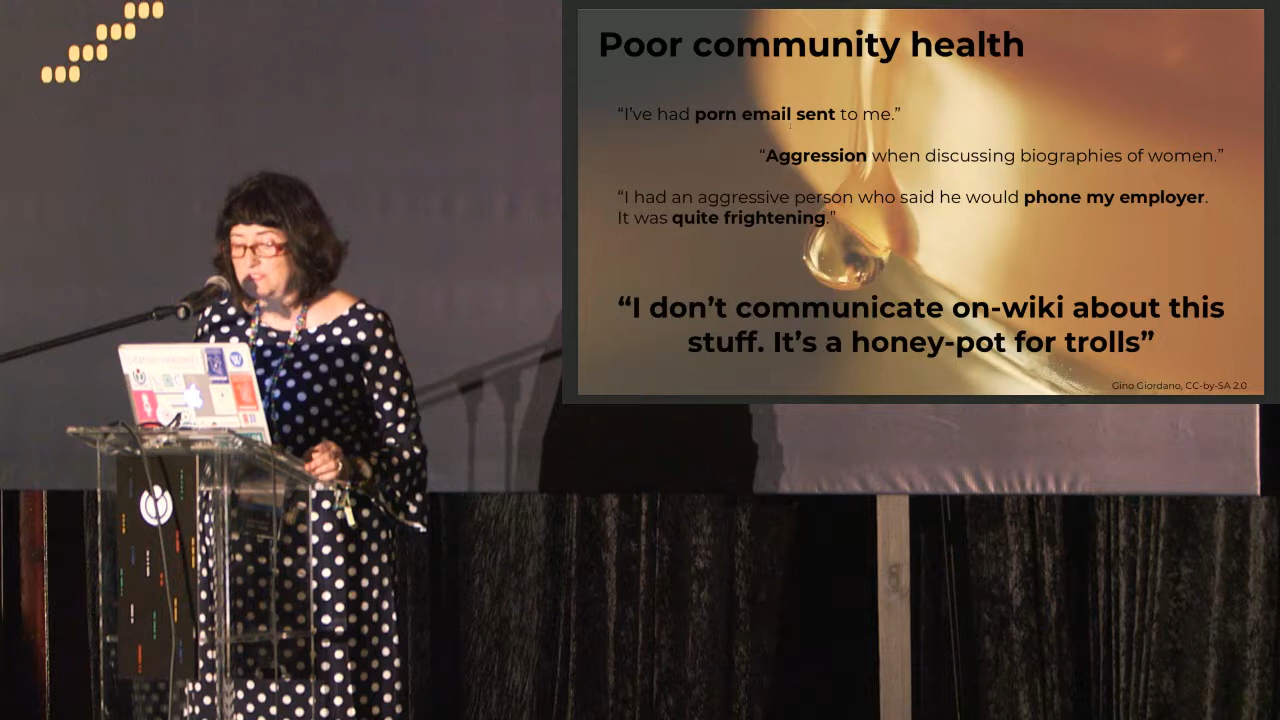 Poor community health
“I’ve had porn email sent to me.”
“Aggression when discussing biographies of women.”
“I had an aggressive person who said he would phone my employer.
It was quite frightening.”
“I don’t communicate on-wiki about this
stuff. It’s a honey-pot for trolls”
Gino Giordano, CC-by-SA 2.0